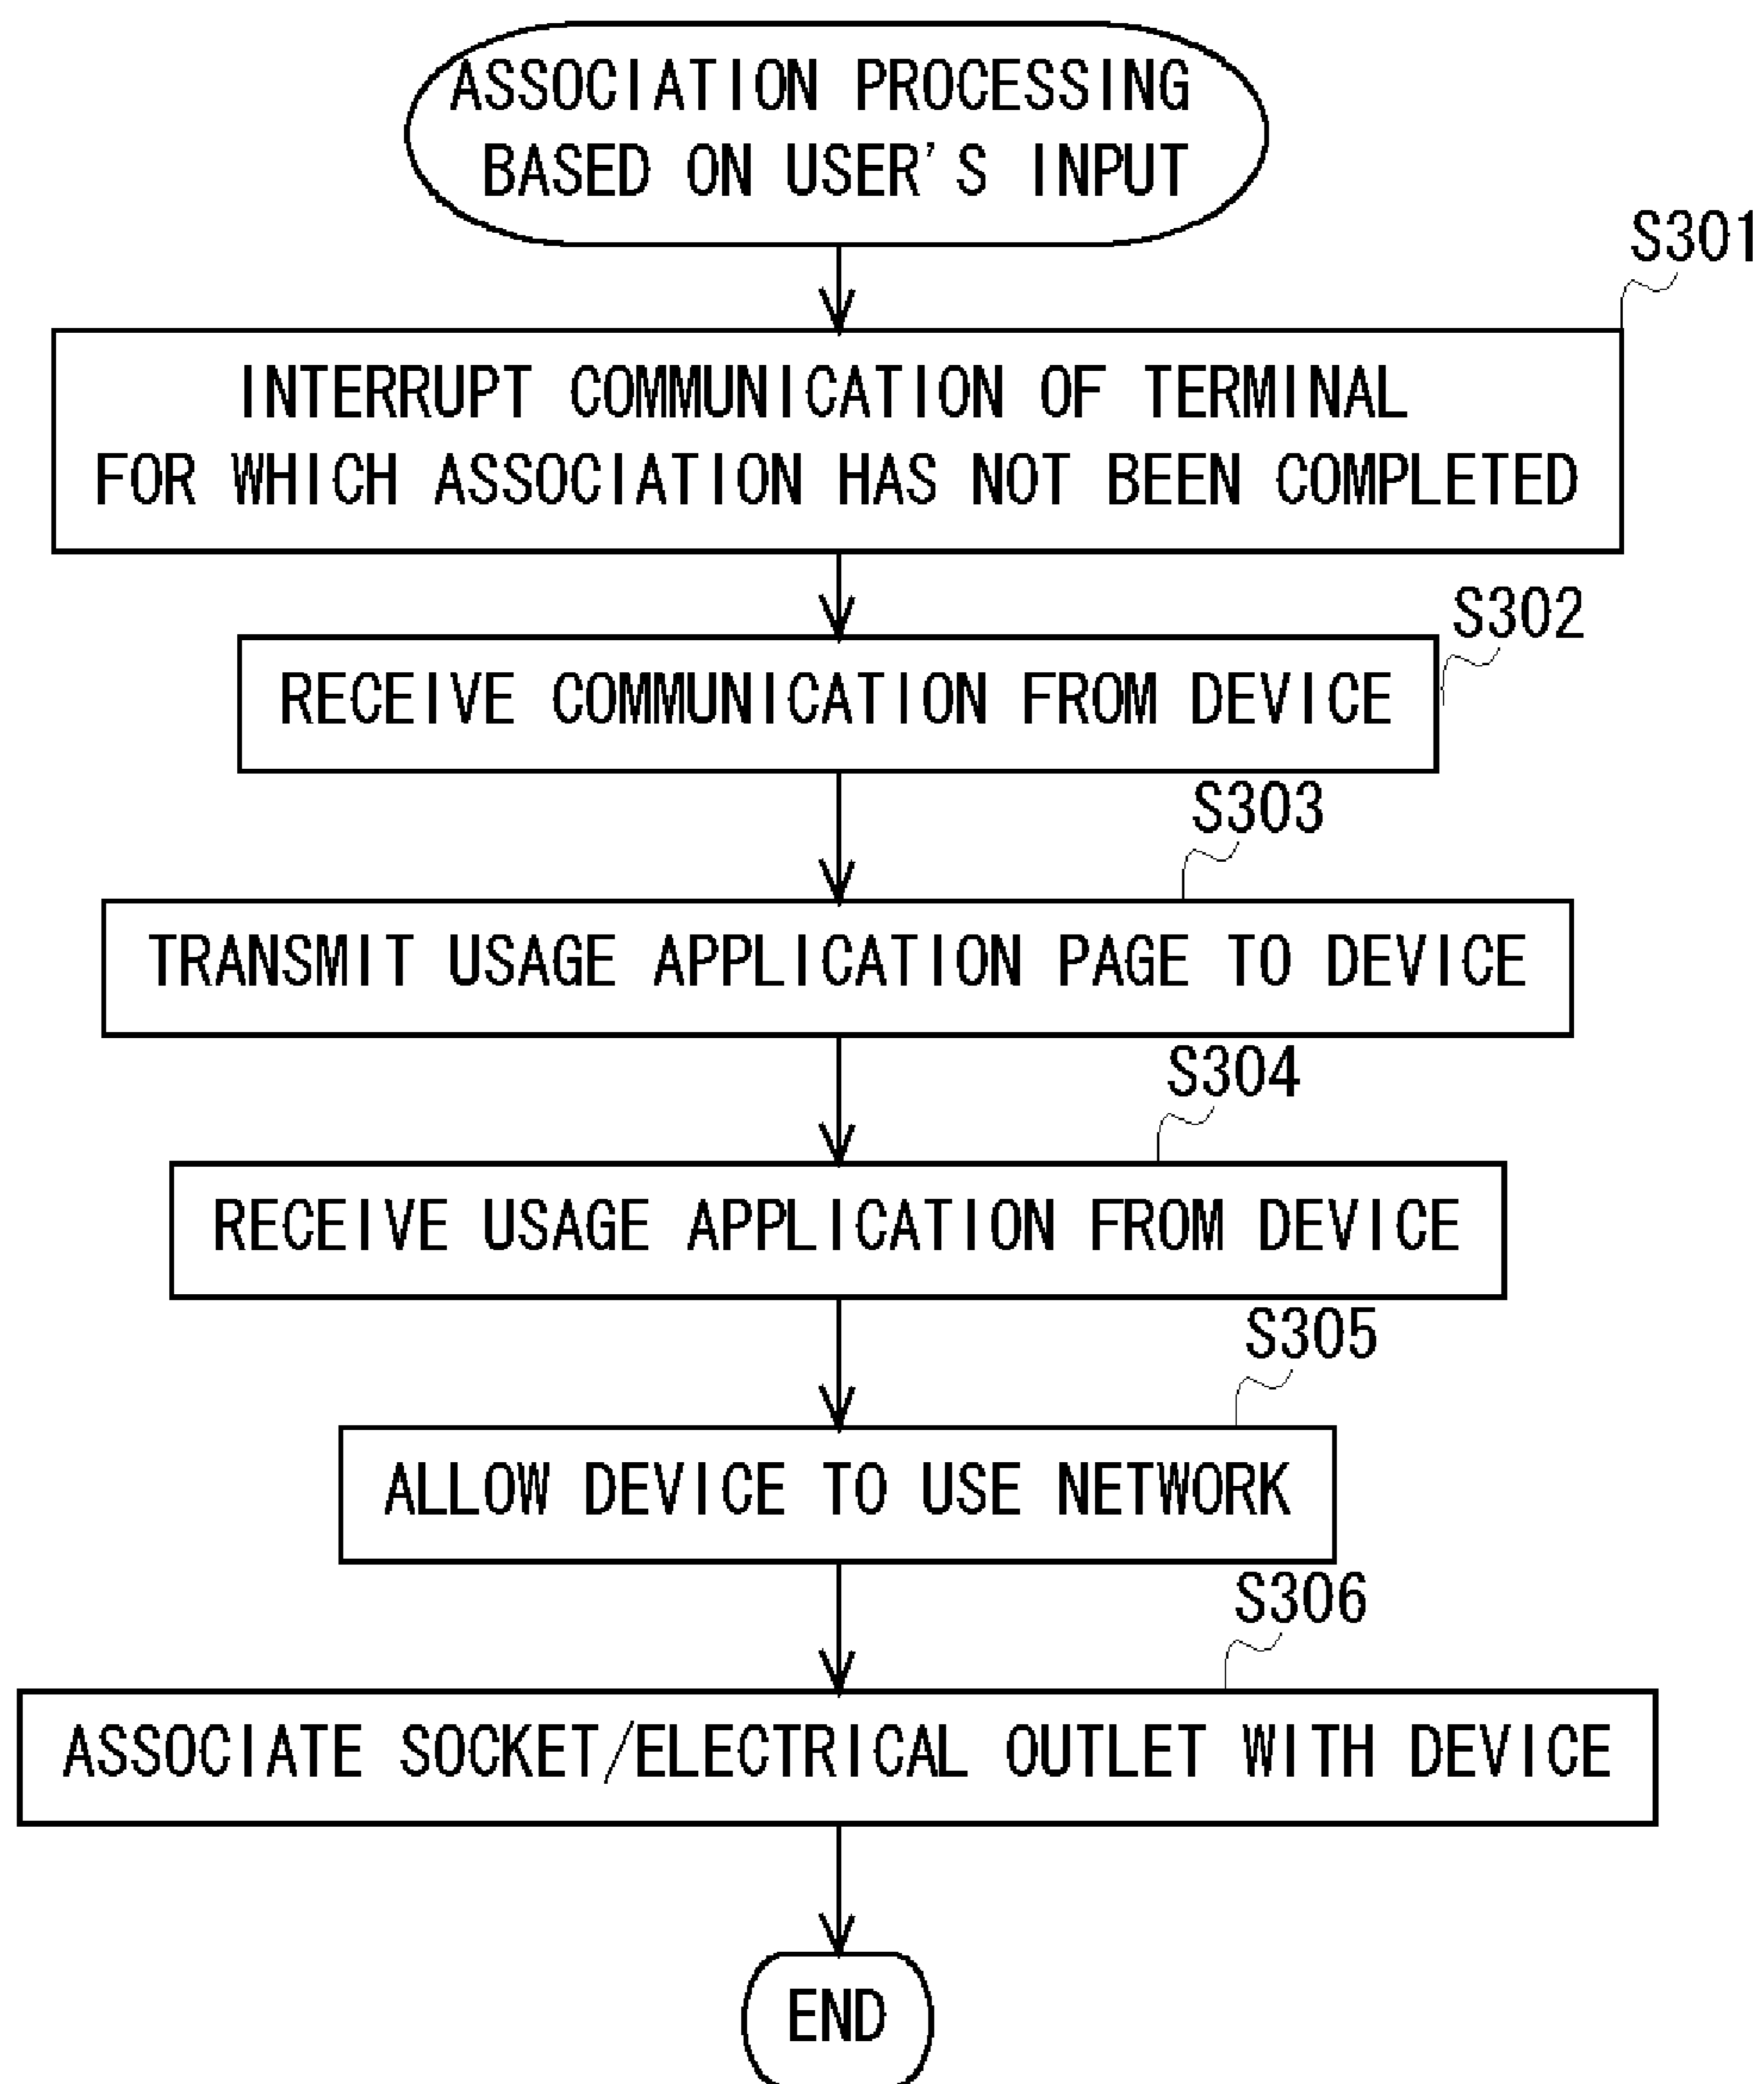 ASSOCIATION PROCESSING
BASED ON USER'S INPUT
S301
INTERRUPT COMMUNICATION OF TERMINAL
FOR WHICH ASSOCIATION HAS NOT BEEN COMPLETED
S302
RECEIVE COMMUNICATION FROM DEVICE
S303
TRANSMIT USAGE APPLICATION PAGE TO DEVICE
S304
RECEIVE USAGE APPLICATION FROM DEVICE
S305
ALLOW DEVICE TO USE NETWORK
S306
ASSOCIATE SOCKET/ELECTRICAL OUTLET WITH DEVICE
END